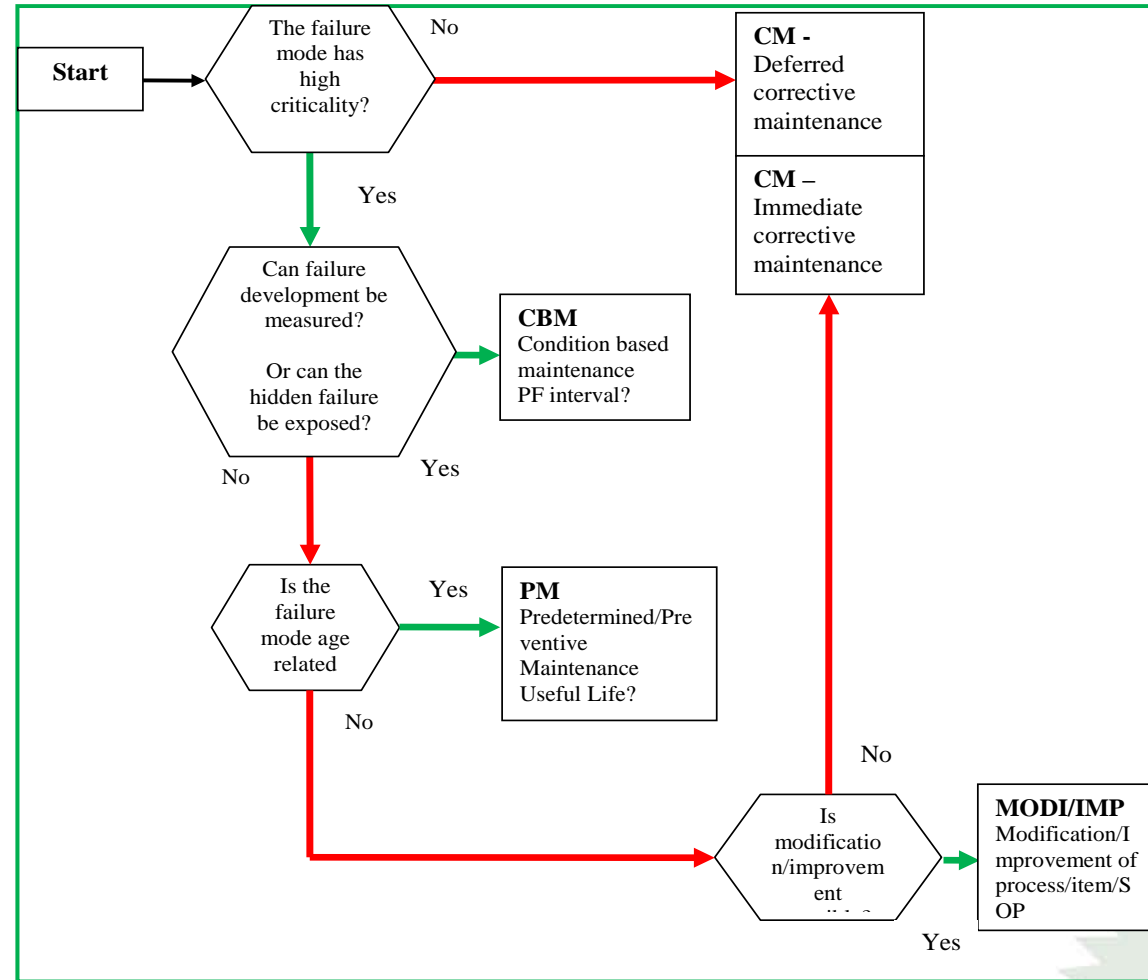 Start
The failure
mode has
high
criticality?
No
CM -
Deferred
corrective
maintenance
Yes
CM –
Immediate
corrective
maintenance
Can failure
development be
measured?
Or can the
hidden failure
be exposed?
CBM
Condition based
maintenance
PF interval?
No
Yes
Is the
failure
mode age
related
Yes
PM
Predetermined/Pre
ventive
Maintenance
Useful Life?
No
No
Is
modificatio
n/improvem
ent
MODI/IMP
Modification/I
mprovement of
process/item/S
OP
Yes